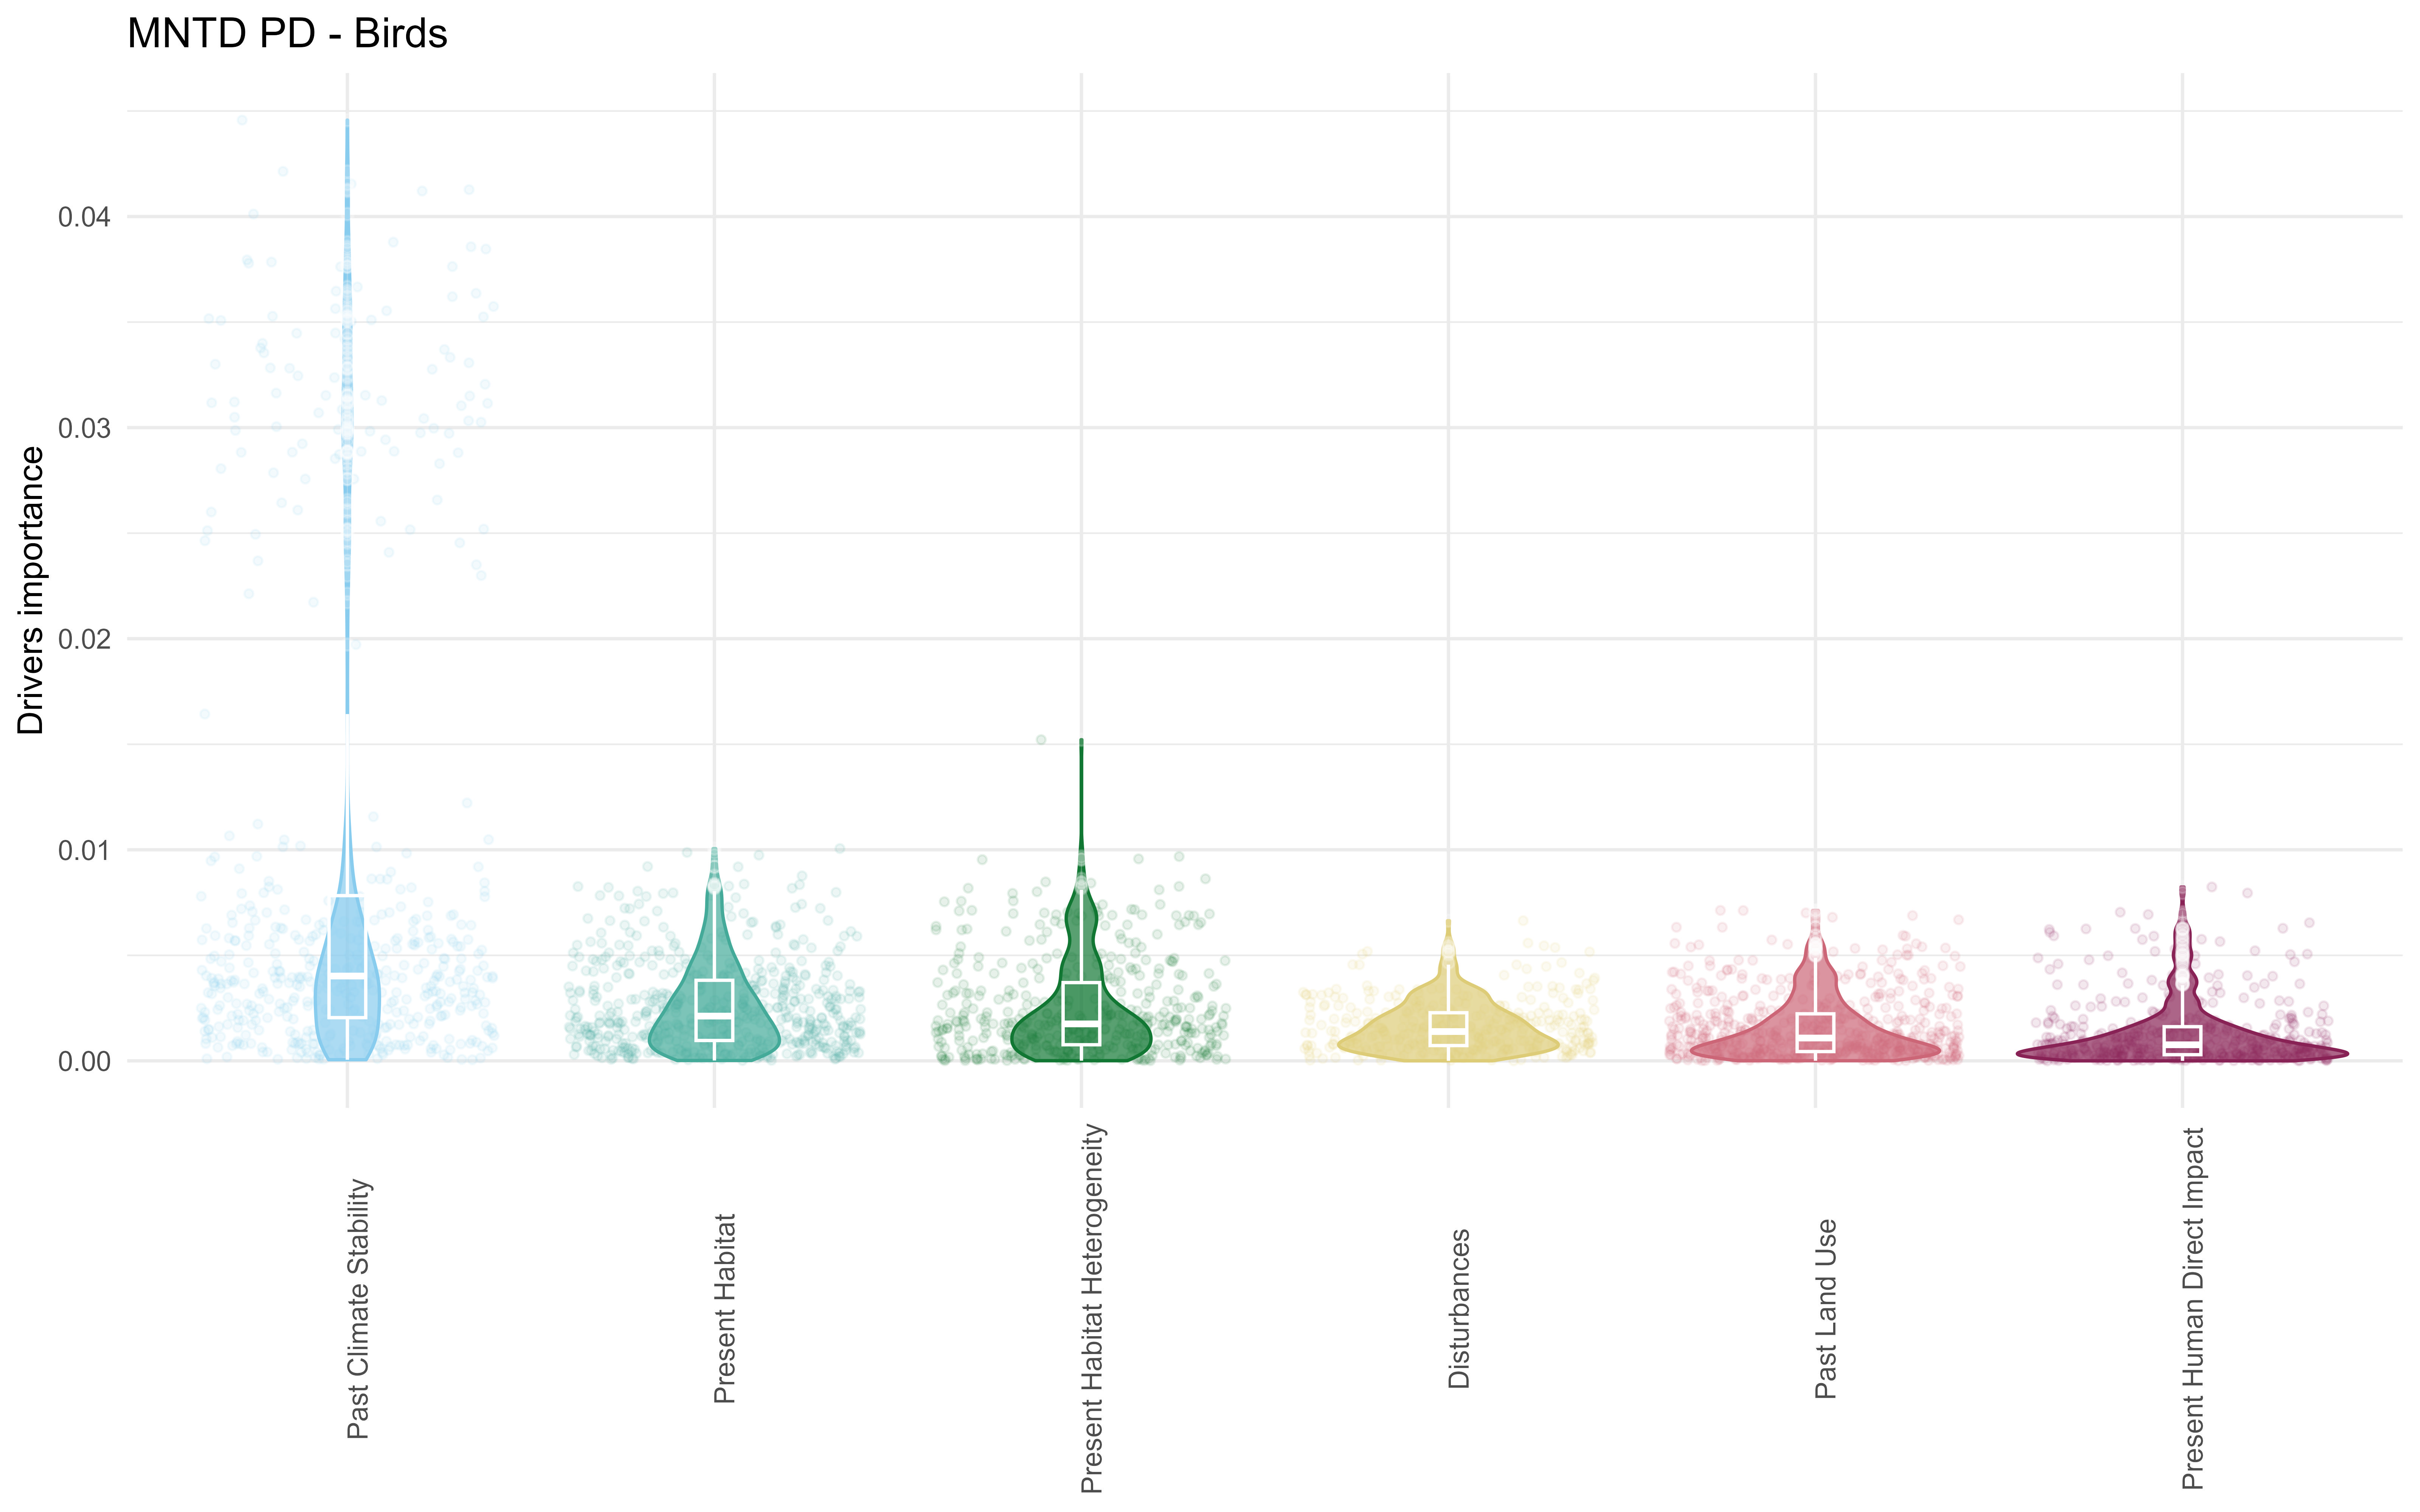 MNTD PD - Birds
Drivers importance
0.04
0.03
0.02
0.01
0.00
Past Climate Stability
Present Habitat
Present Habitat Heterogeneity
Disturbances
Past Land Use
Present Human Direct Impact